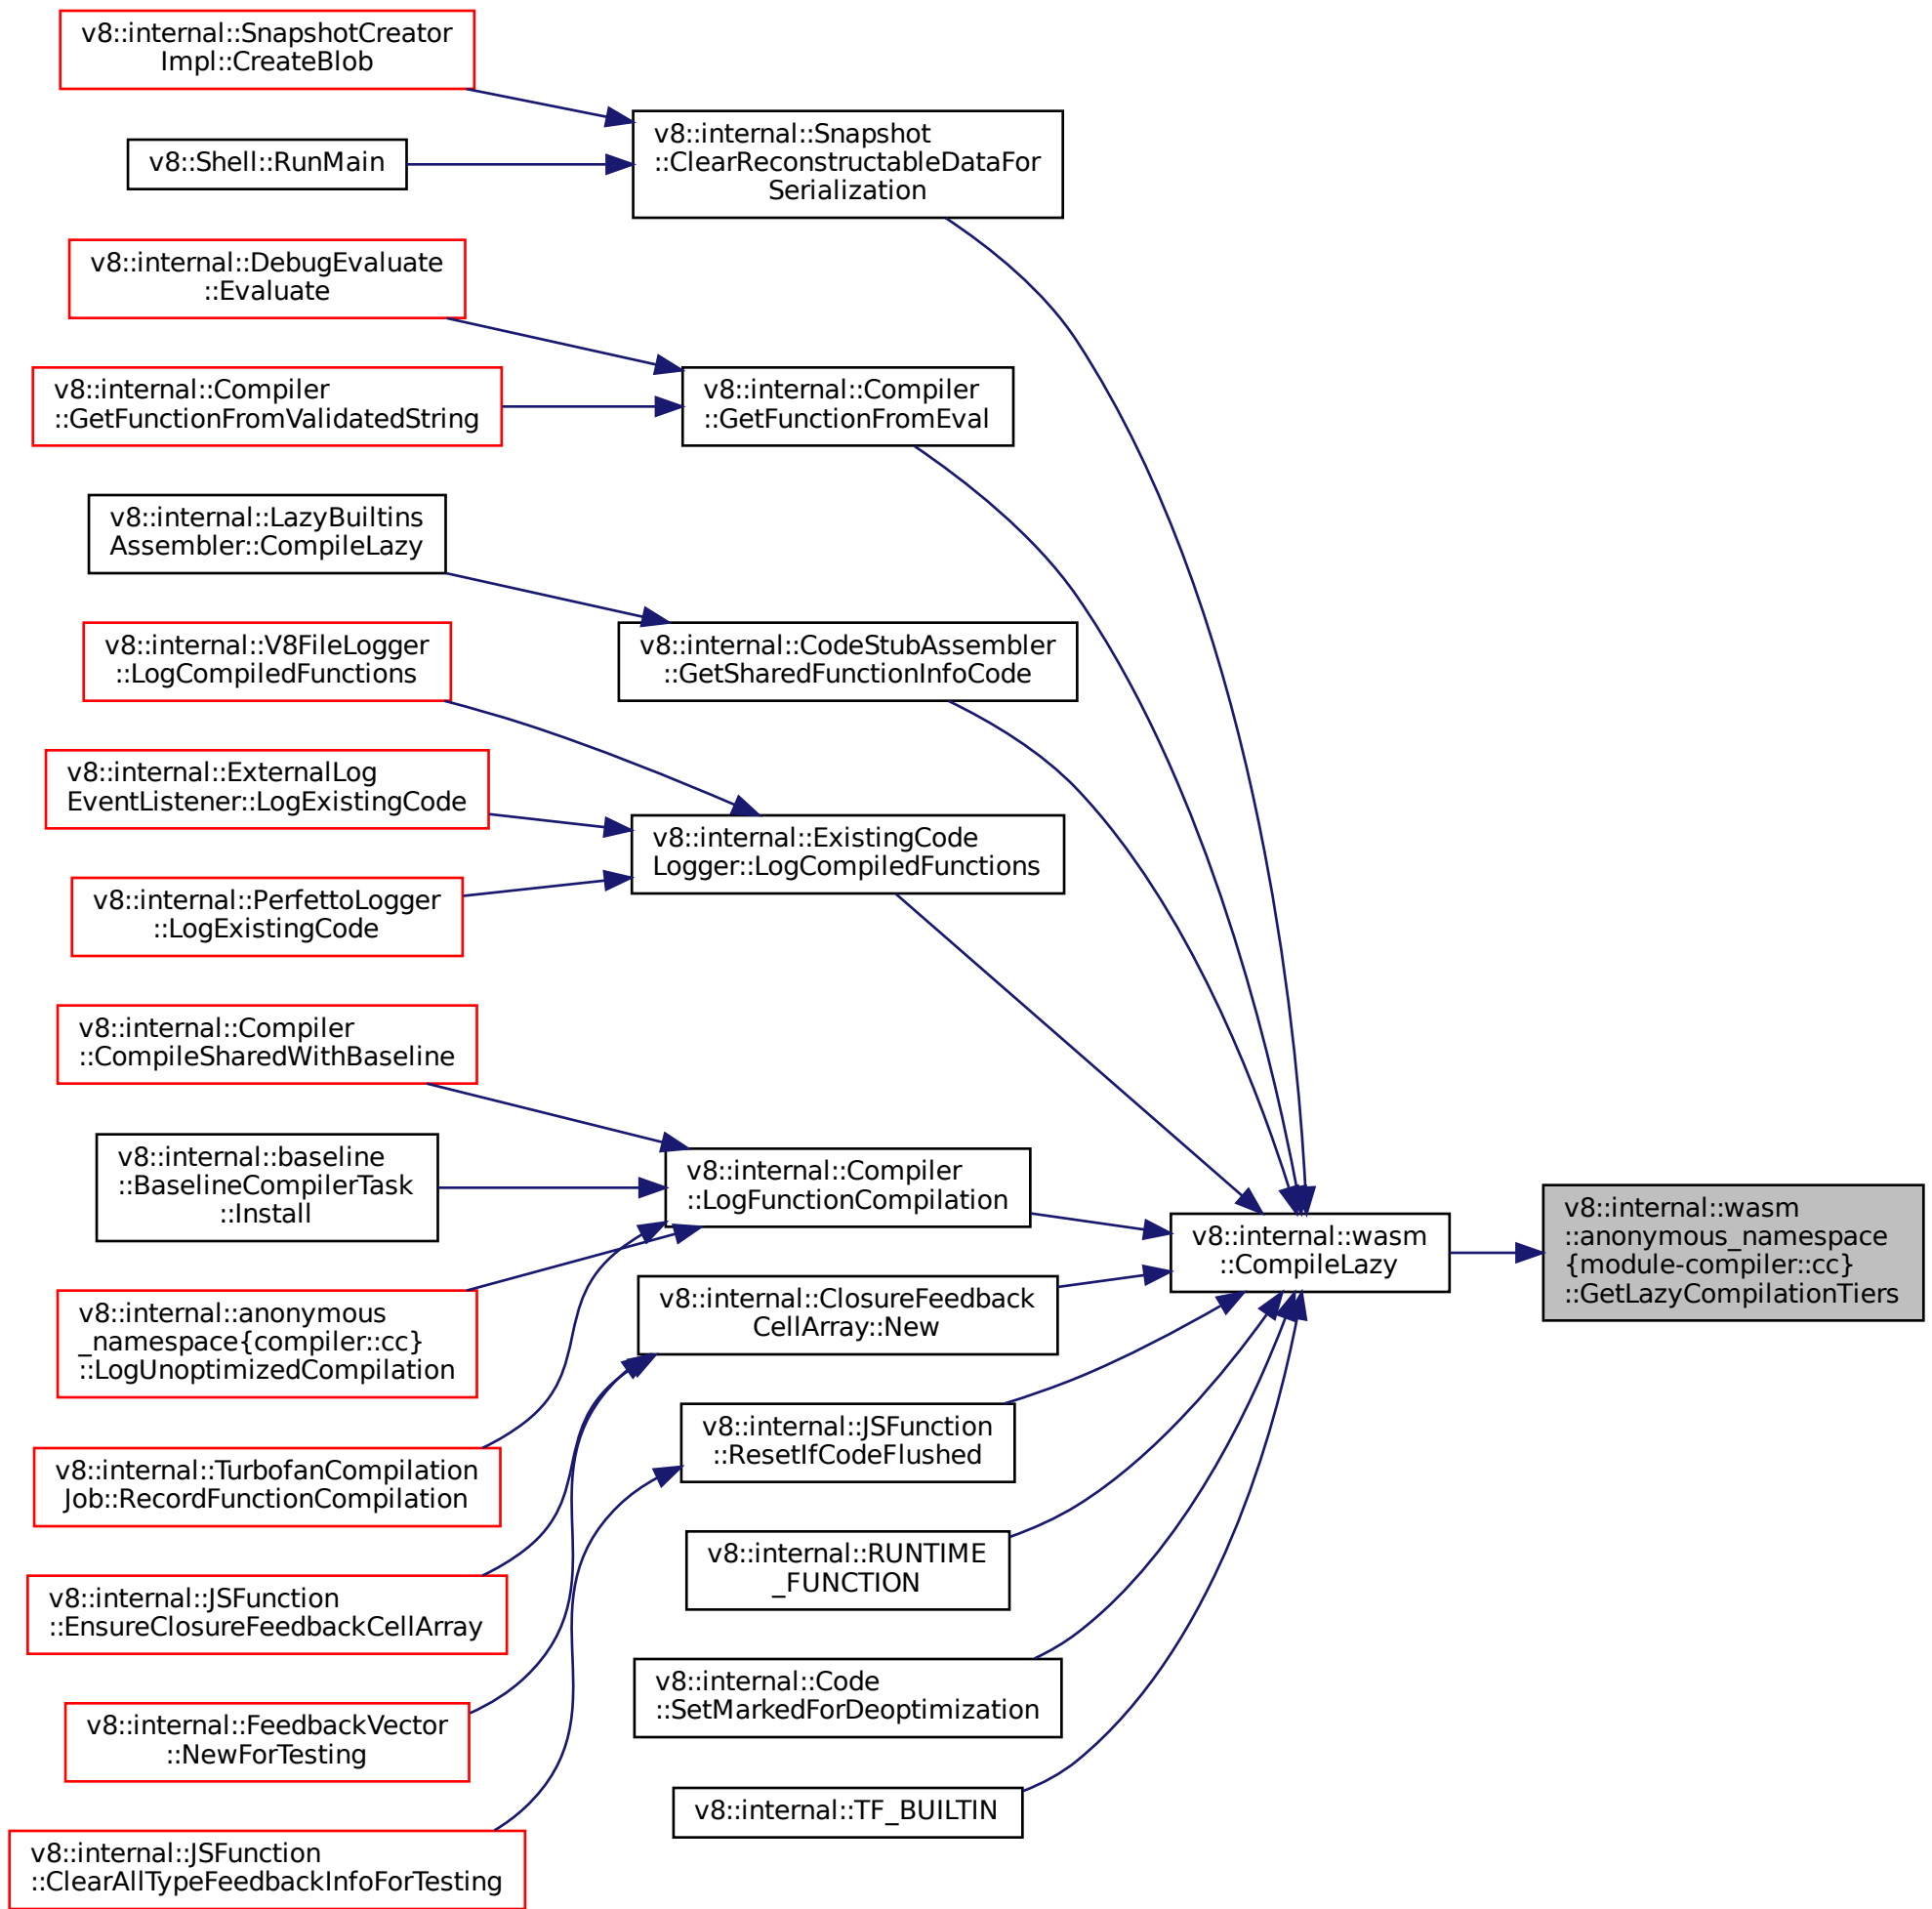 v8::internal::SnapshotCreator
Impl::CreateBlob
v8::Shell::RunMain
v8::internal::DebugEvaluate
::Evaluate
v8::internal::Compiler
::GetFunctionFromValidatedString
v8::internal::LazyBuiltins
Assembler::CompileLazy
v8::internal::V8FileLogger
::LogCompiledFunctions
v8::internal::ExternalLog
EventListener::LogExistingCode
v8::internal::PerfettoLogger
::LogExistingCode
v8::internal::Compiler
::CompileSharedWithBaseline
v8::internal::baseline
::BaselineCompilerTask
::Install
v8::internal::anonymous
_namespace{compiler::cc}
::LogUnoptimizedCompilation
v8::internal::TurbofanCompilation
Job::RecordFunctionCompilation
v8::internal::JSFunction
::EnsureClosureFeedbackCellArray
v8::internal::FeedbackVector
::NewForTesting
v8::internal::JSFunction
::ClearAllTypeFeedbackInfoForTesting
v8::internal::Snapshot
::ClearReconstructableDataFor
Serialization
v8::internal::Compiler
::GetFunctionFromEval
v8::internal::CodeStubAssembler
::GetSharedFunctionInfoCode
v8::internal::ExistingCode
Logger::LogCompiledFunctions
v8::internal::Compiler
::LogFunctionCompilation
v8::internal::ClosureFeedback
CellArray::New
v8::internal::JSFunction
::ResetIfCodeFlushed
v8::internal::RUNTIME
_FUNCTION
v8::internal::Code
::SetMarkedForDeoptimization
v8::internal::TF_BUILTIN
v8::internal::wasm
::CompileLazy
v8::internal::wasm
::anonymous_namespace
{module-compiler::cc}
::GetLazyCompilationTiers